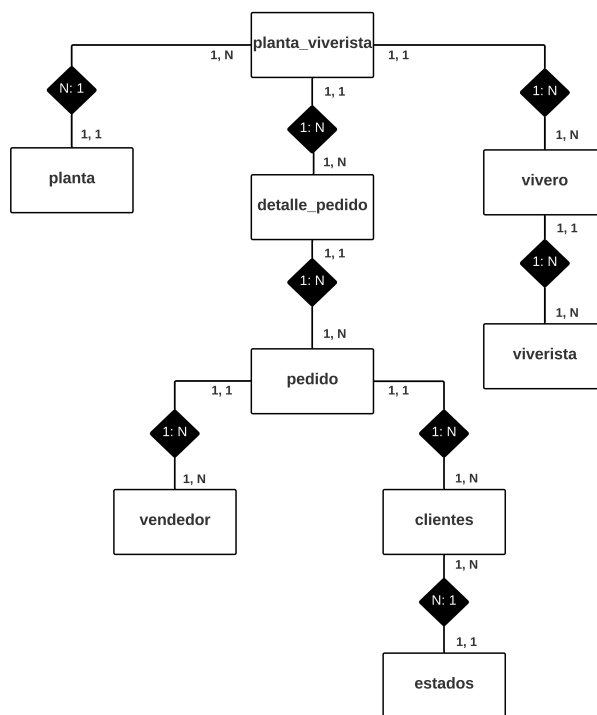 planta_viverista
1, N
1, 1
N: 1
1, 1
1: N
1: N
1, 1
1, N
1, N
planta
detalle_pedido
vivero
1, 1
1, 1
1: N
1: N
1, N
1, N
pedido
viverista
1, 1
1, 1
1: N
1: N
1, N
1, N
vendedor
clientes
1, N
N: 1
1, 1
estados